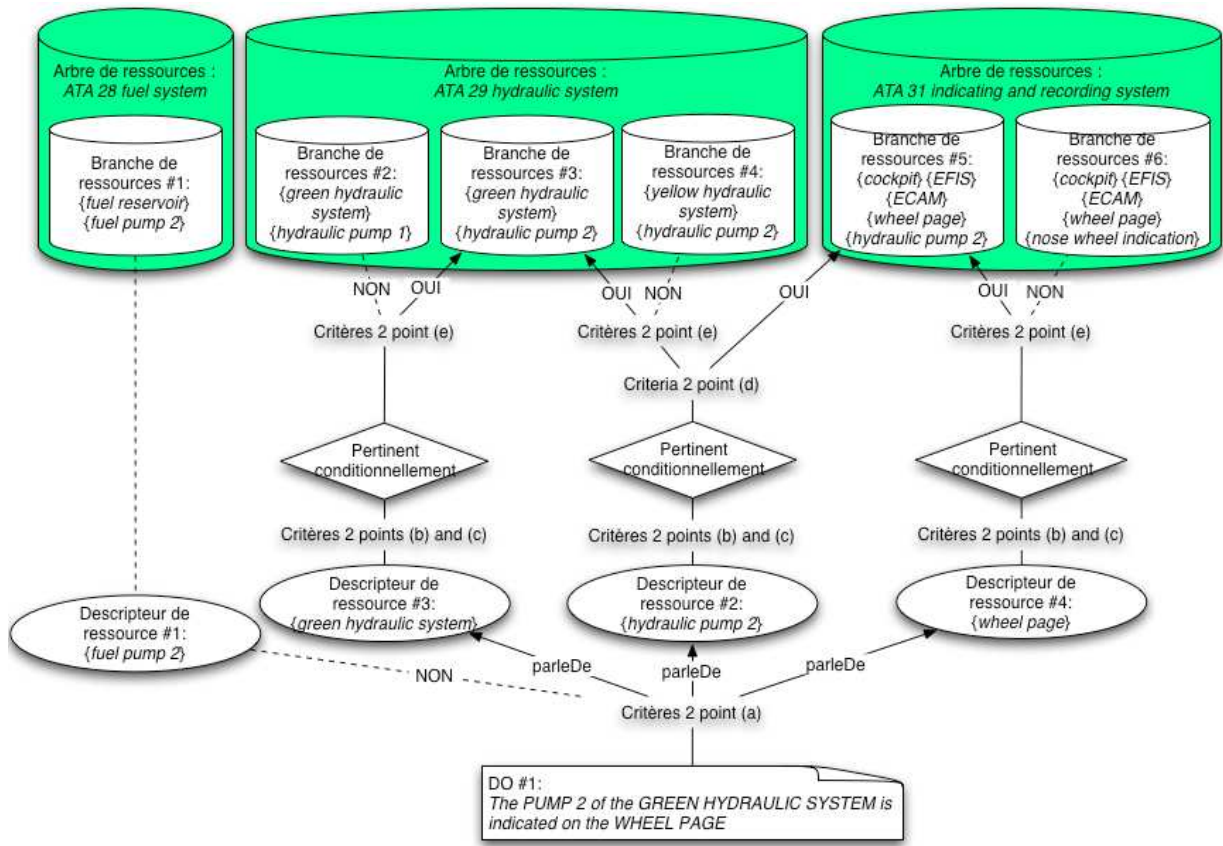 Arbre de ressources :
ATA 28 fuel system
Branche de
ressources #1:
{fuel reservoir}
{fuel pump 2}
Arbre de ressources :
ATA 29 hydraulic system
Branche de
ressources #2:
{green hydraulic
system}
{hydraulic pump 1}
Branche de
ressources #3:
{green hydraulic
system}
{hydraulic pump 2}
Branche de
ressources #4:
{yellow hydraulic
system}
{hydraulic pump 2}
Arbre de ressources :
ATA 31 indicating and recording system
Branche de
ressources #5:
{cockpif} {EFIS}
{ECAM}
{wheel page}
{hydraulic pump 2}
Branche de
ressources #6:
{cockpif} {EFIS}
{ECAM}
{wheel page}
{nose wheel indication}
NON
OUI
OUI
NON
OUI
OUI
NON
Critères 2 point (e)
Critères 2 point (e)
Critères 2 point (e)
Criteria 2 point (d)
Pertinent
conditionnellement
Pertinent
conditionnellement
Pertinent
conditionnellement
Critères 2 points (b) and (c)
Critères 2 points (b) and (c)
Critères 2 points (b) and (c)
Descripteur de
ressource #1:
{fuel pump 2}
Descripteur de
ressource #3:
{green hydraulic system}
Descripteur de
ressource #2:
{hydraulic pump 2}
Descripteur de
ressource #4:
{wheel page}
NON
parleDe
parleDe
parleDe
Critères 2 point (a)
DO #1:
The PUMP 2 of the GREEN HYDRAULIC SYSTEM is
indicated on the WHEEL PAGE